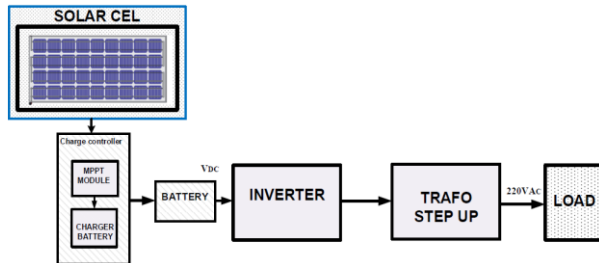 SOLAR CEL
Charge controller
MPPT
MODULE
CHARGER
BATTERY
BATTERY
VDC
INVERTER
TRAFO
STEP UP
220VAC
LOAD